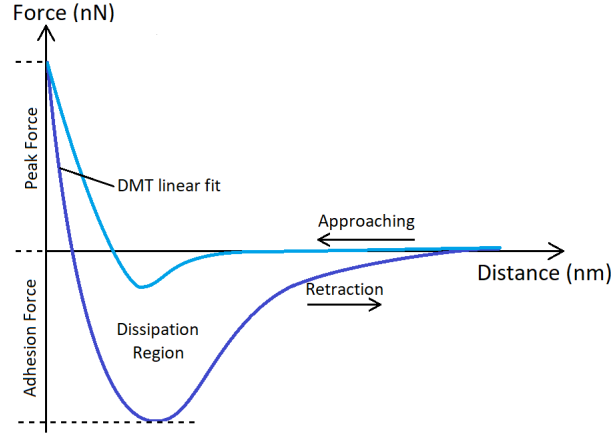 Force (nN)
Peak Force
DMT linear fit
Approaching
Distance (nm)
Retraction
Adhesion Force
Dissipation
Region